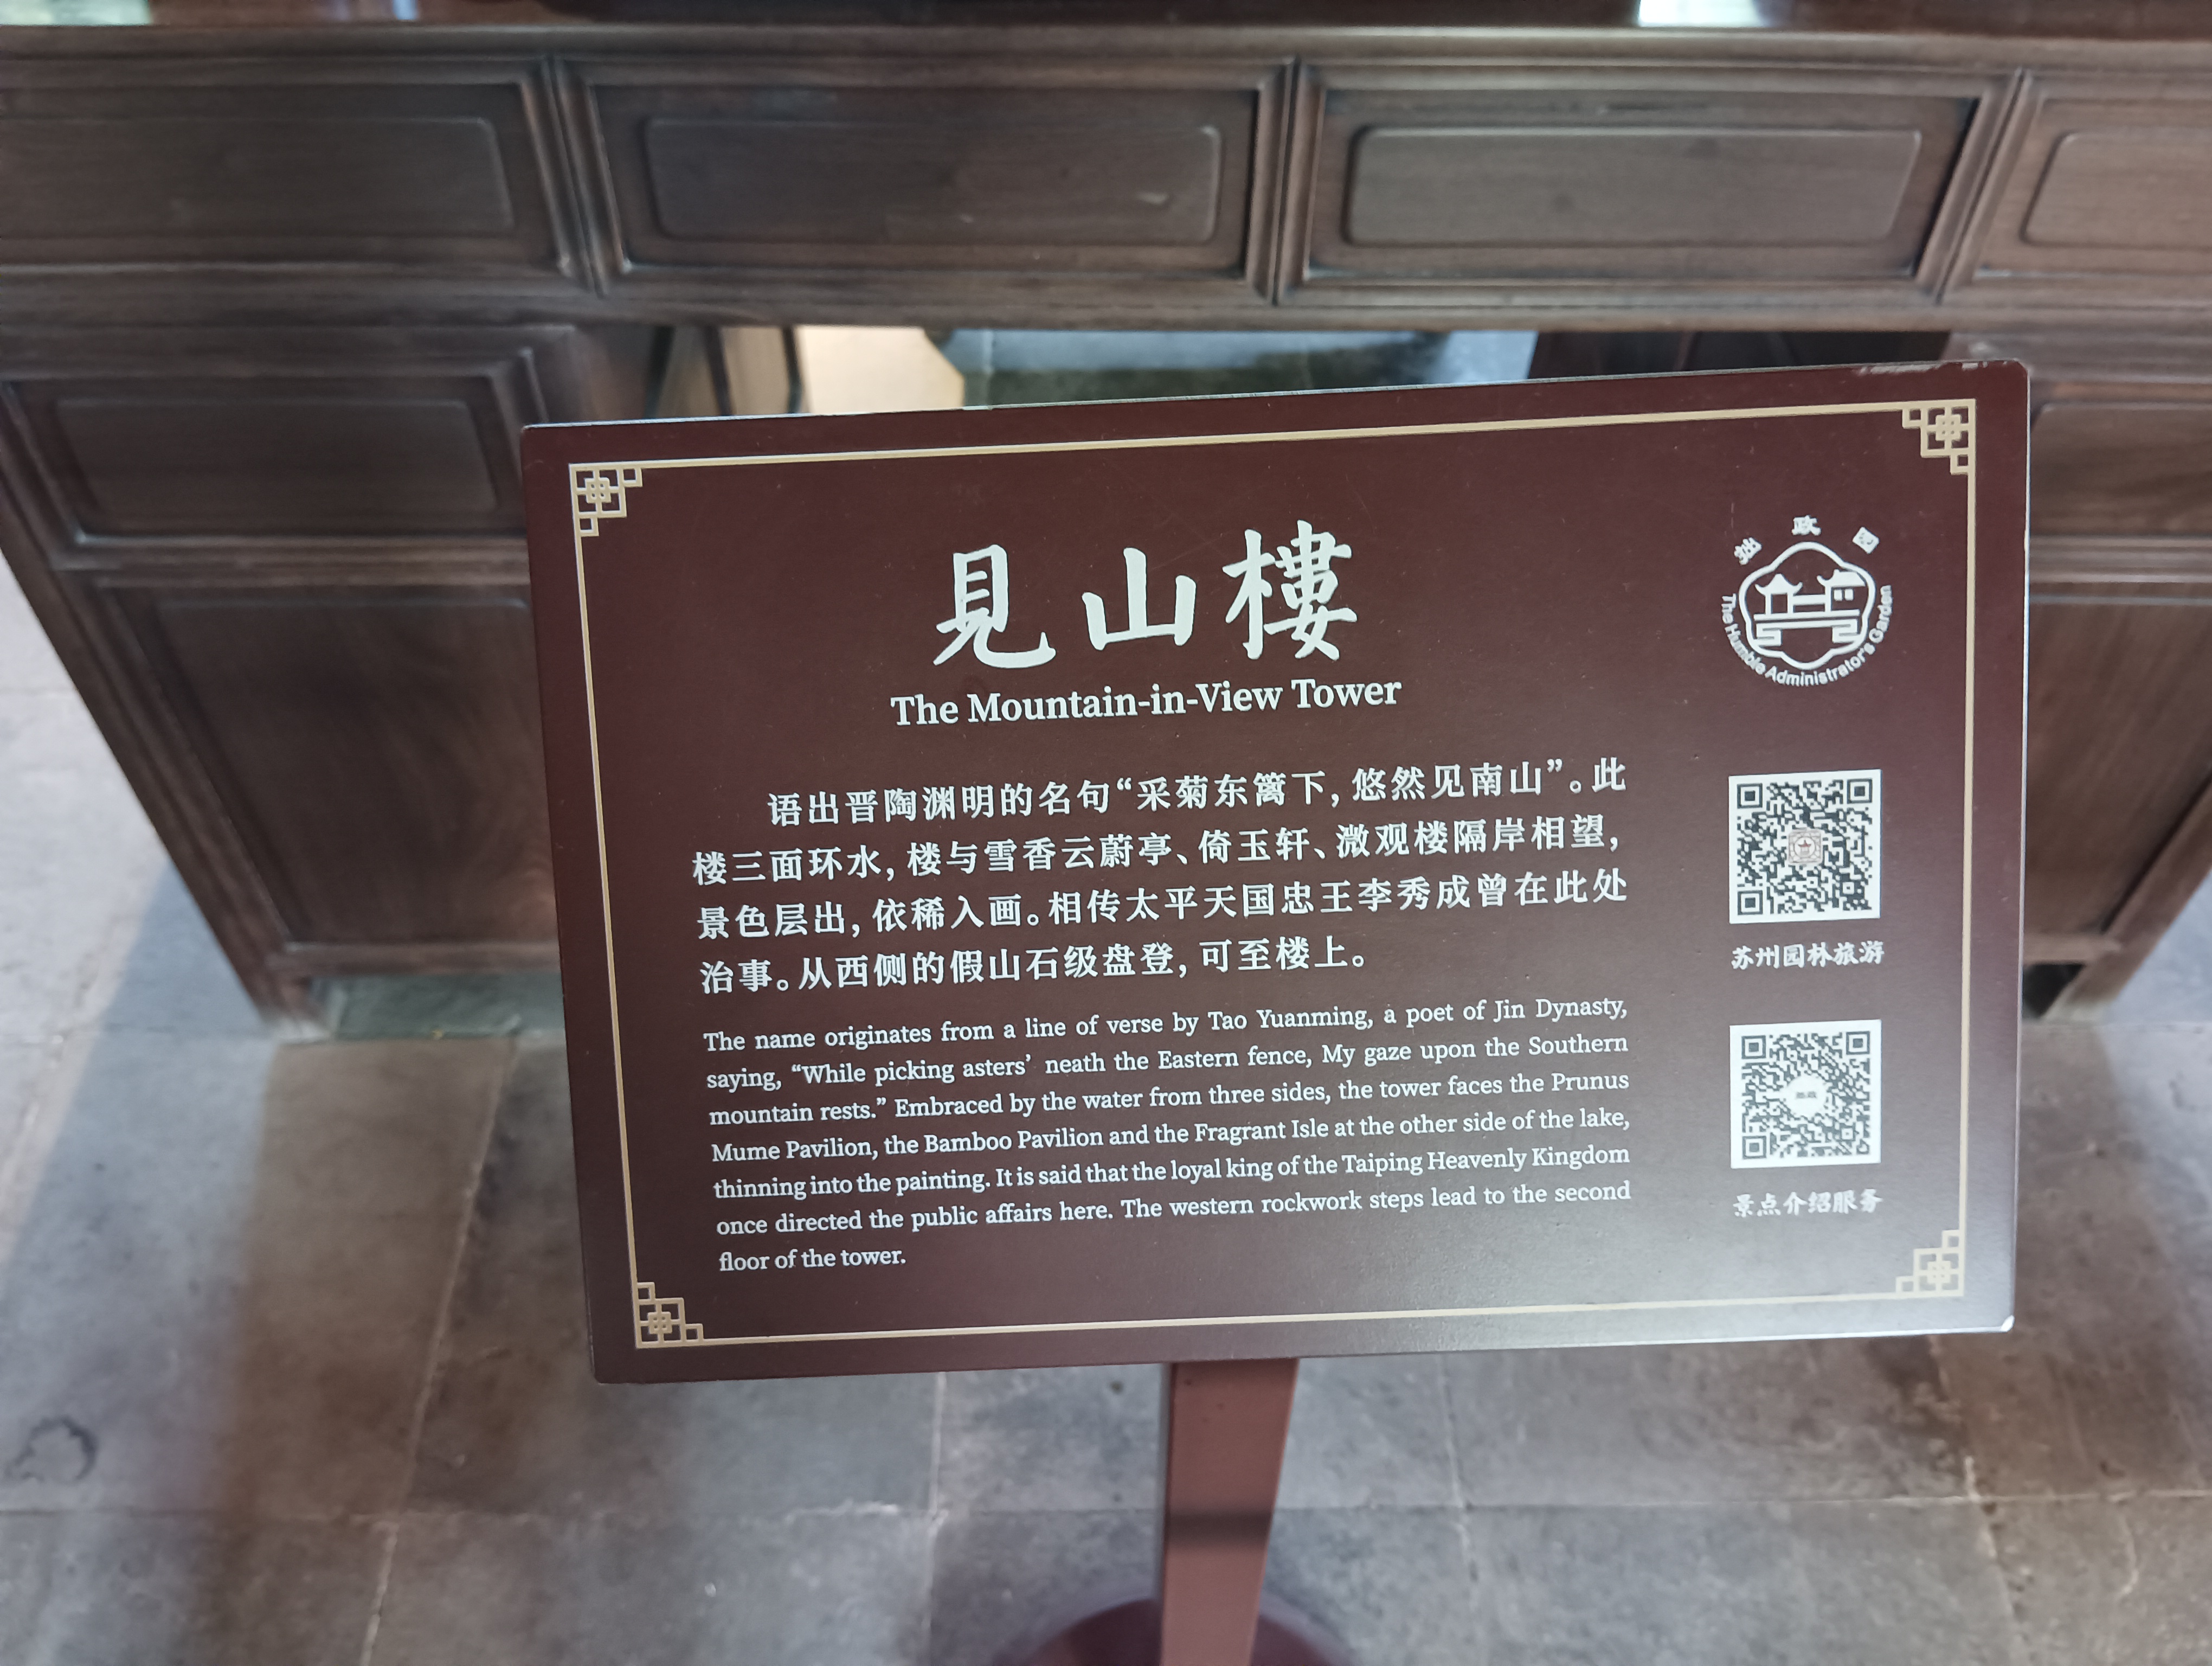 見山樓
The Mountain-in-View Tower
语出晋陶渊明的名句“采菊东篱下，悠然见南山”。此
楼三面环水，楼与雪香云蔚亭、倚玉轩、微观楼隔岸相望，
景色层出，依稀入画。相传太平天国忠王李秀成曾在此处
治事。从西侧的假山石级盘登，可至楼上。
The name originates from a line of verse by Tao Yuanming, a poet of Jin Dynasty,
saying, “While picking asters’ neath the Eastern fence, My gaze upon the Southern
mountain rests.” Embraced by the water from three sides, the tower faces the Prunus
Mume Pavilion, the Bamboo Pavilion and the Fragrant Isle at the other side of the lake,
thinning into the painting. It is said that the loyal king of the Taiping Heavenly Kingdom
once directed the public affairs here. The western rockwork steps lead to the second
floor of the tower.
拙政园
The Humble Administrator's Garden
苏州园林旅游
景点介绍服务